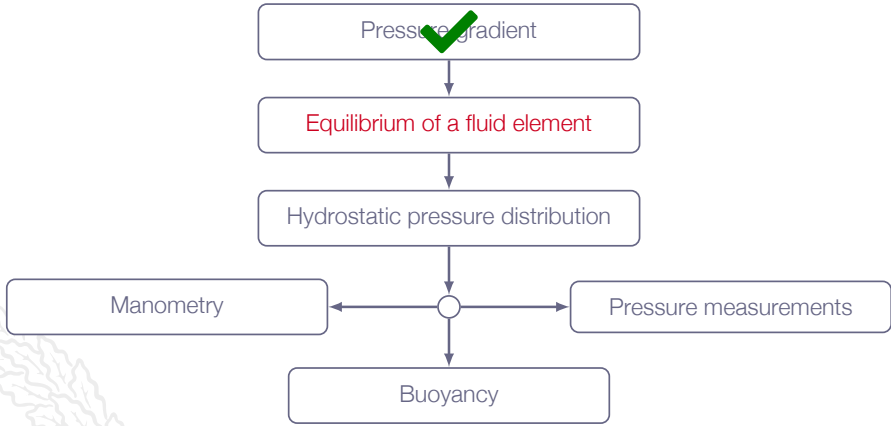 Pressure gradient
Equilibrium of a fluid element
Hydrostatic pressure distribution
Manometry
Pressure measurements
Buoyancy